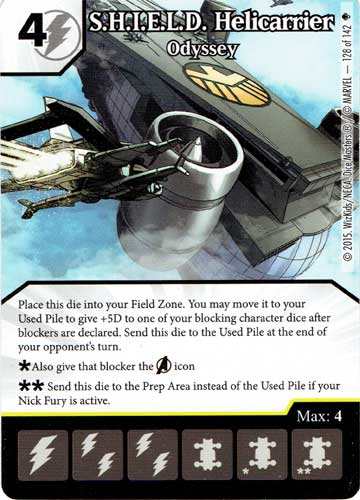 4
S.H.I.E.L.D. Helicarrier
Odyssey
© 2015. WizKids/NECA. Dice Masters ®/© MARVEL — 128 of 142
Place this die into your Field Zone. You may move it to your
Used Pile to give +5D to one of your blocking character dice after
blockers are declared. Send this die to the Used Pile at the end of
your opponent's turn.
*Also give that blocker the icon
** Send this die to the Prep Area instead of the Used Pile if your
Nick Fury is active.
Max: 4
*
**